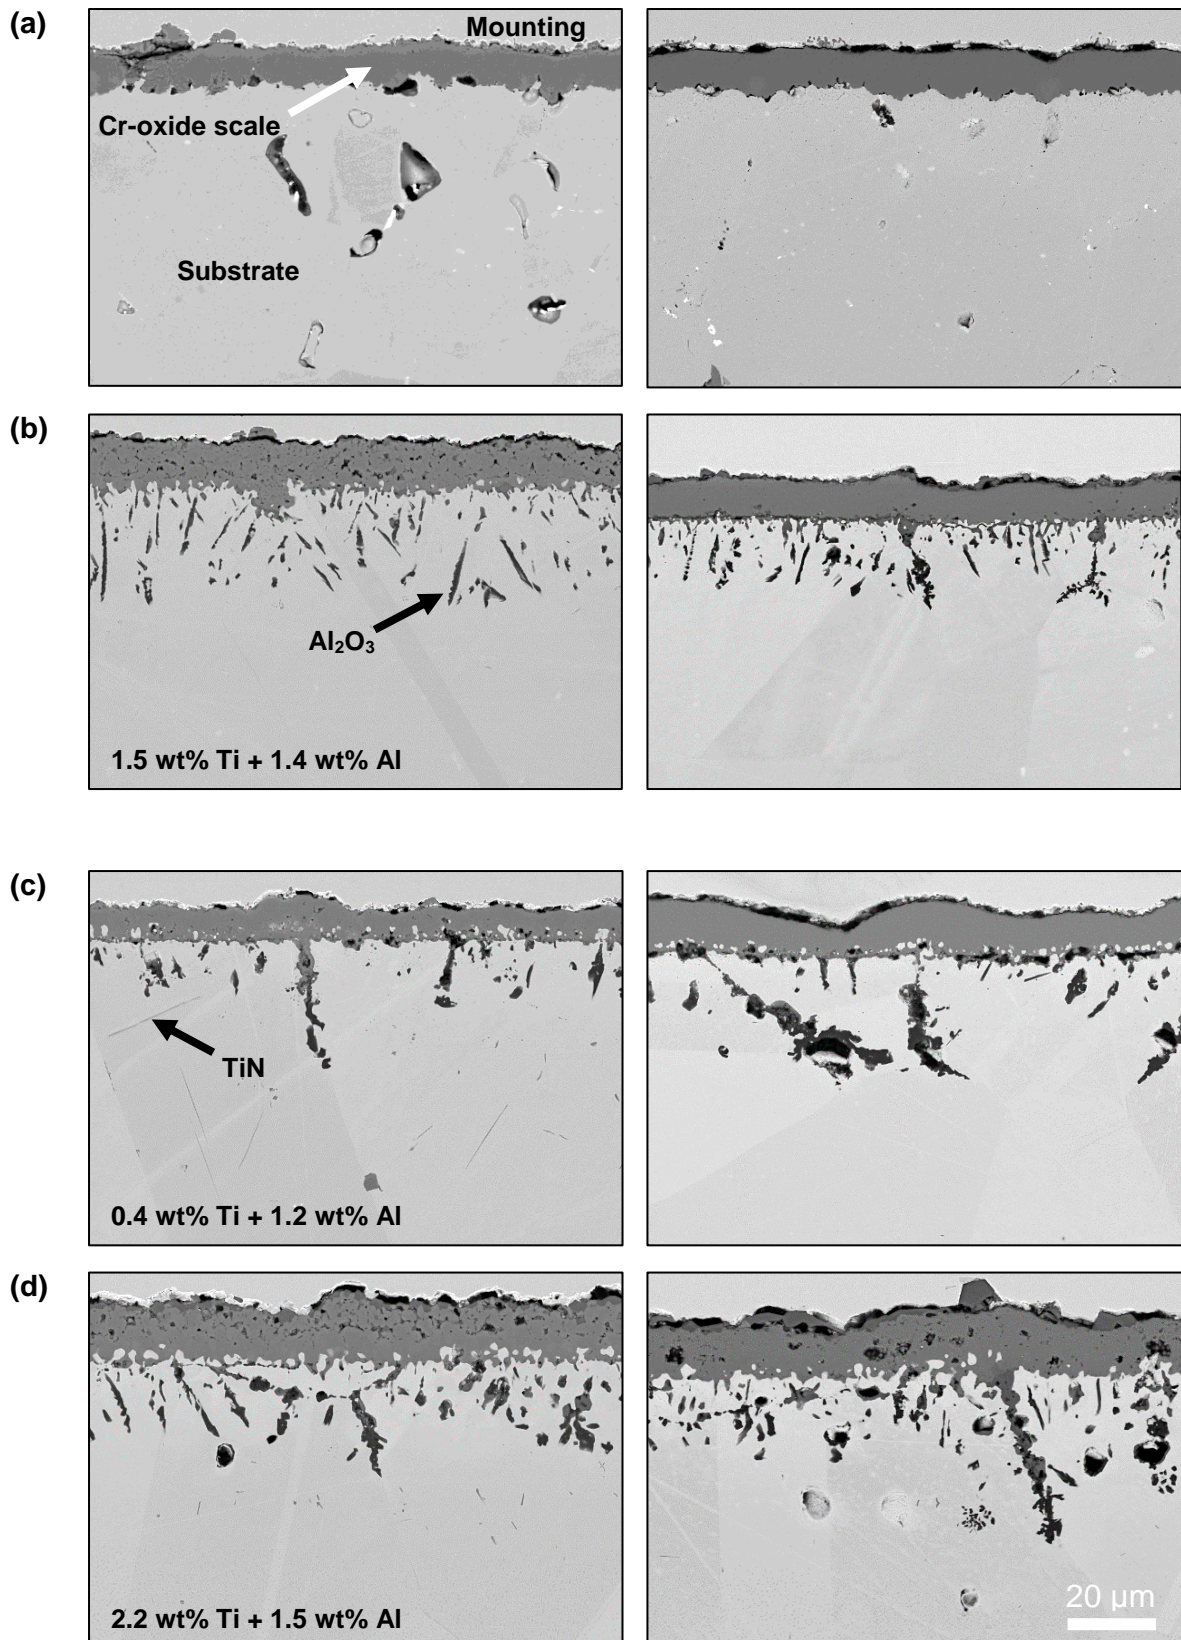 (a)
Mounting
Cr-oxide scale
Substrate
(b)
Al₂O₃
1.5 wt% Ti + 1.4 wt% Al
(c)
TiN
0.4 wt% Ti + 1.2 wt% Al
(d)
2.2 wt% Ti + 1.5 wt% Al
20 µm